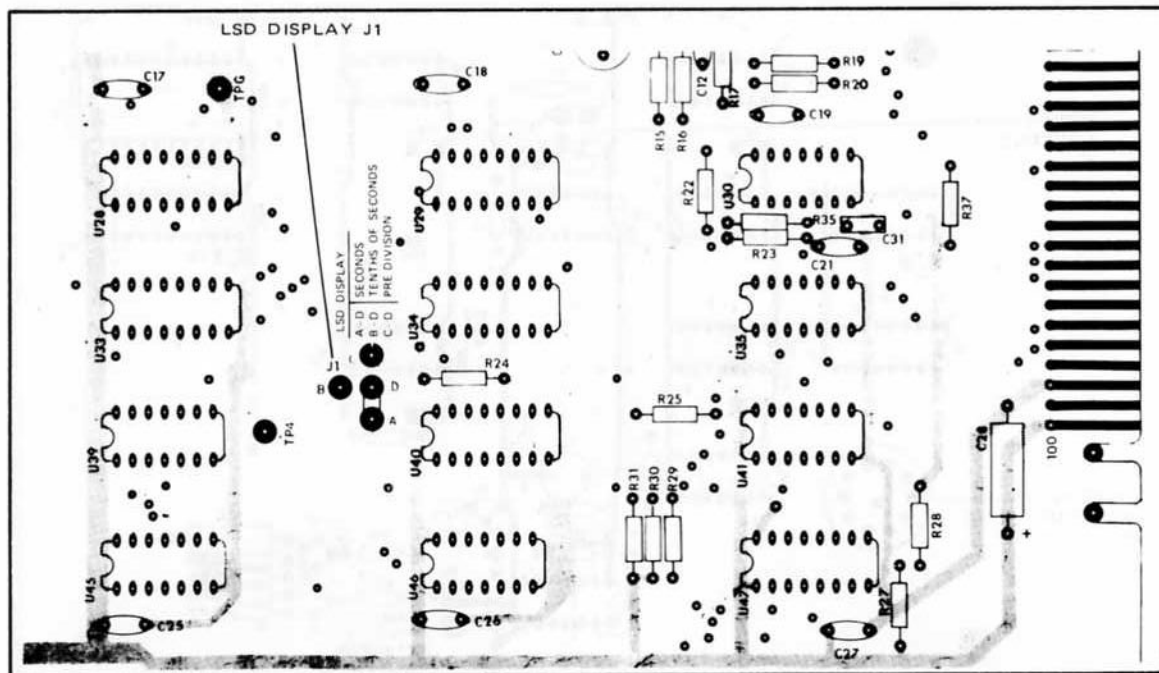 LSD DISPLAY J1
C17
TPG
C18
C12
R17
R19
R20
C19
R15
R16
U28
U29
R22
U30
R35
C31
R37
R23
C21
LSD DISPLAY
A-D SECONDS
B-D TENTHS OF SECONDS
C-D PRE DIVISION
U33
U34
U35
J1
C
B
D
A
R24
R25
TP4
U39
U40
U41
C28
100
R31
R30
R29
R28
+
U45
U46
U47
R27
C25
C26
C27